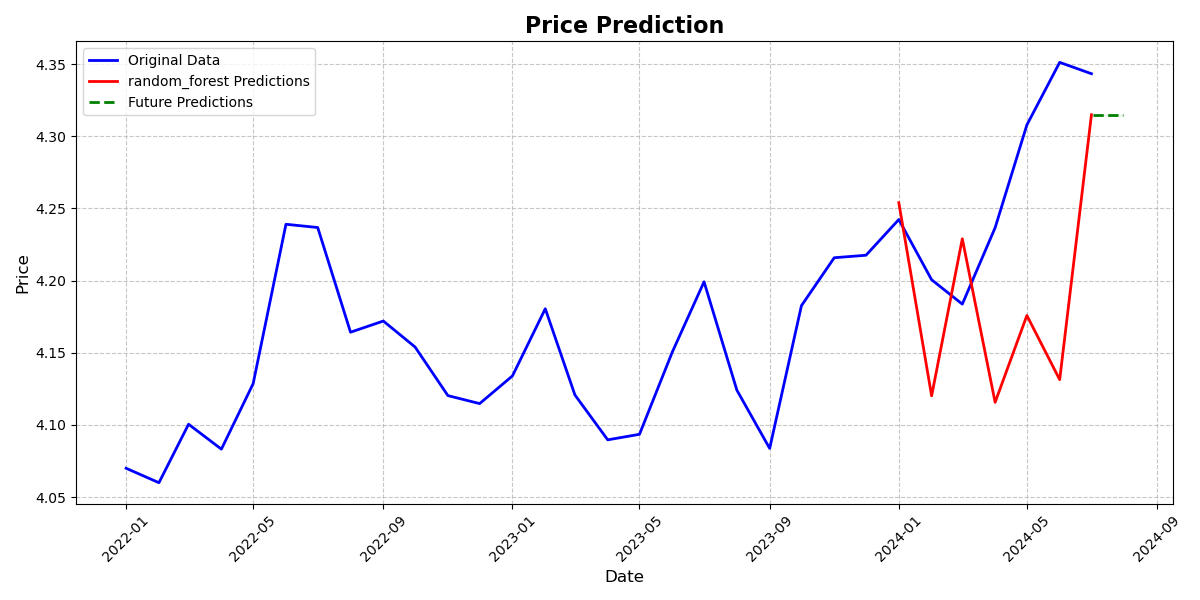 Price Prediction
Original Data
random_forest Predictions
Future Predictions
4.35
4.30
4.25
4.20
4.15
4.10
4.05
Price
2022-01
2022-05
2022-09
2023-01
2023-05
2023-09
2024-01
2024-05
2024-09
Date